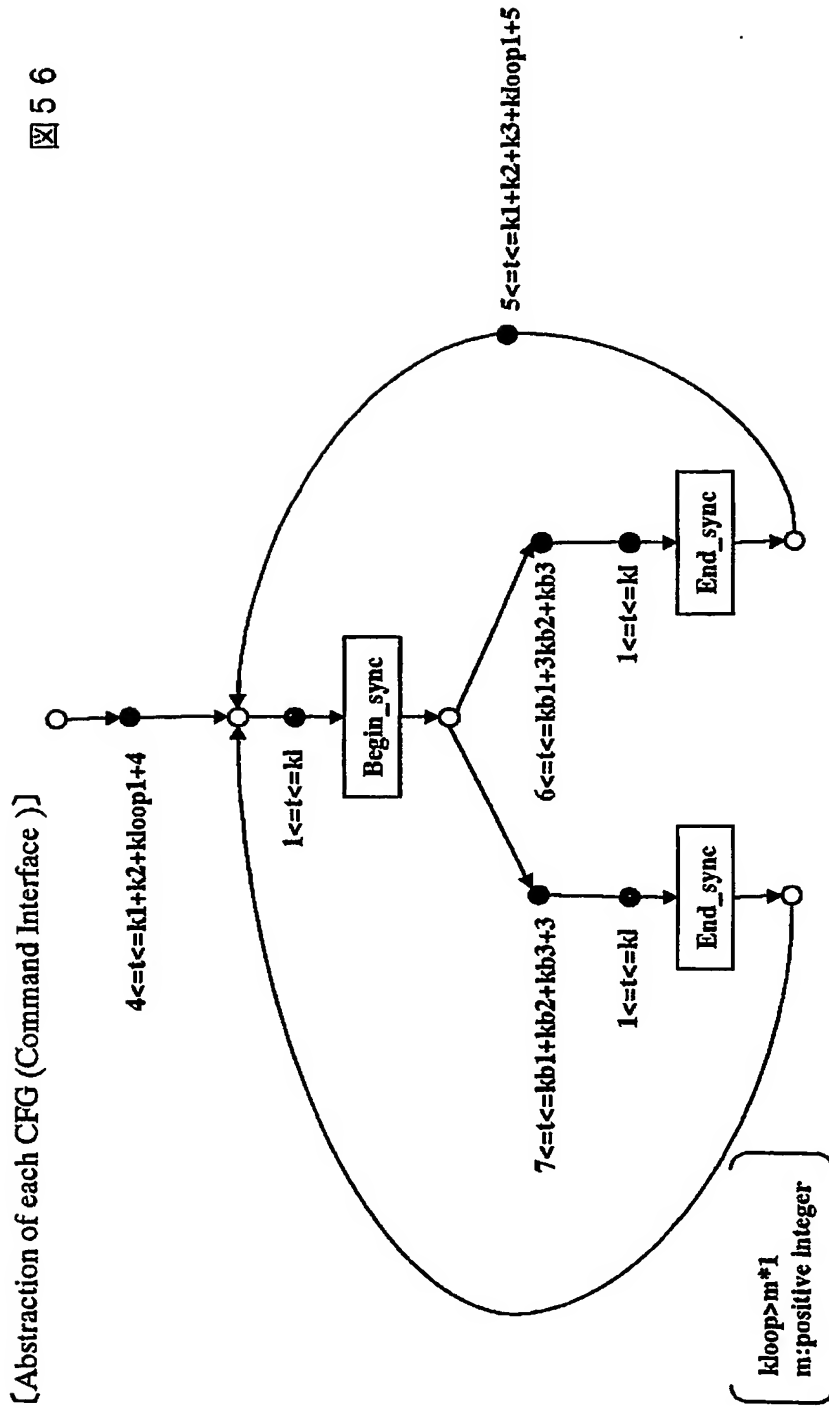 [Abstraction of each CFG (Command Interface )]
図56
4<=t<=k1+k2+kloop1+4
1<=t<=kl
Begin_sync
5<=t<=k1+k2+k3+kloop1+5
7<=t<=kb1+kb2+kb3+3
1<=t<=kl
End_sync
6<=t<=kb1+3kb2+kb3
1<=t<=kl
End_sync
kloop>m*1
m:positive integer